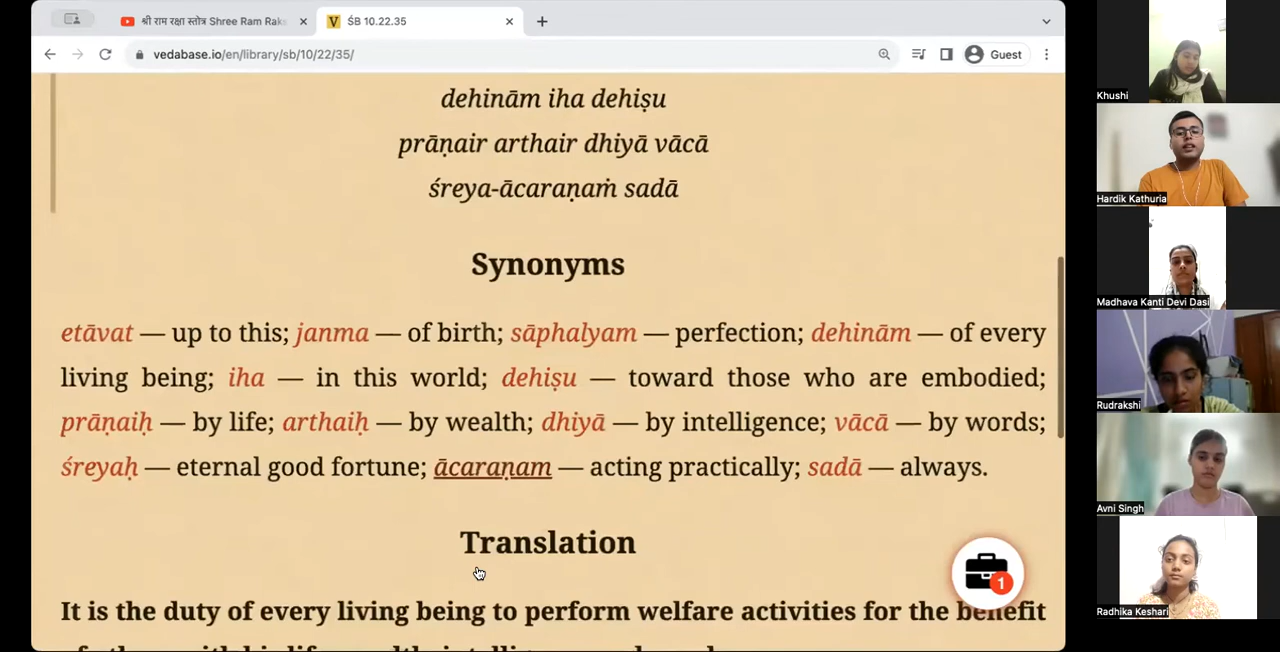 श्री राम रक्षा स्तोत्र Shree Ram Raks
ŚB 10.22.35
vedabase.io/en/library/sb/10/22/35/
Guest
dehinām iha dehiṣu
prāṇair arthair dhiyā vācā
śreya-ācaraṇaṁ sadā
Synonyms
etāvat — up to this; janma — of birth; sāphalyam — perfection; dehinām — of every
living being; iha — in this world; dehiṣu — toward those who are embodied;
prāṇaiḥ — by life; arthaiḥ — by wealth; dhiyā — by intelligence; vācā — by words;
śreyaḥ — eternal good fortune; ācaraṇam — acting practically; sadā — always.
Translation
1
It is the duty of every living being to perform welfare activities for the benefit
Khushi
Hardik Kathuria
Madhava Kanti Devi Dasi
Rudrakshi
Avni Singh
Radhika Keshari